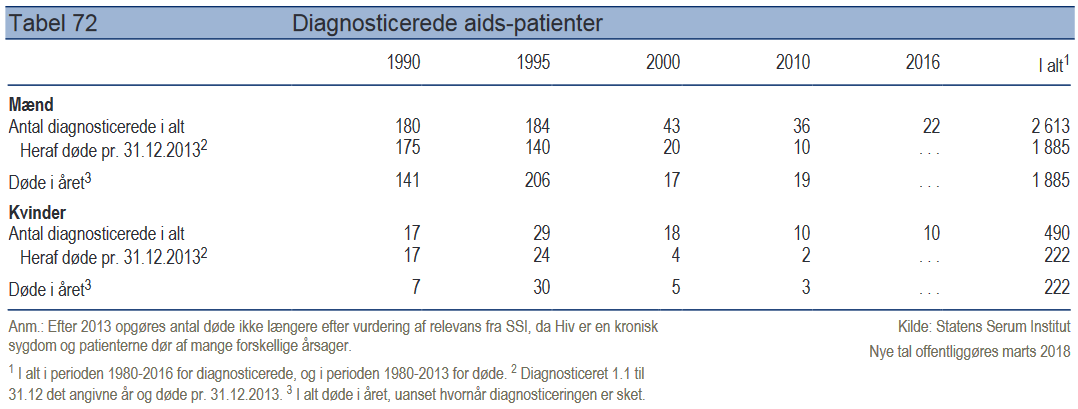 Tabel 72 Diagnosticerede aids-patienter
1990 1995 2000 2010 2016 I alt¹
Mænd
Antal diagnosticerede i alt 180 184 43 36 22 2 613
Heraf døde pr. 31.12.2013² 175 140 20 10 ... 1 885
Døde i året³ 141 206 17 19 ... 1 885
Kvinder
Antal diagnosticerede i alt 17 29 18 10 10 490
Heraf døde pr. 31.12.2013² 17 24 4 2 ... 222
Døde i året³ 7 30 5 3 ... 222
Anm.: Efter 2013 opgøres antal døde ikke længere efter vurdering af relevans fra SSI, da Hiv er en kronisk
sygdom og patienterne dør af mange forskellige årsager.
Kilde: Statens Serum Institut
Nye tal offentliggøres marts 2018
¹ I alt i perioden 1980-2016 for diagnosticerede, og i perioden 1980-2013 for døde. ² Diagnosticeret 1.1 til
31.12 det angivne år og døde pr. 31.12.2013. ³ I alt døde i året, uanset hvornår diagnosticeringen er sket.